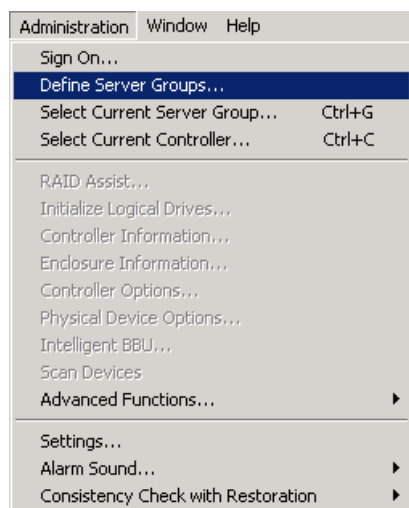 Administration Window Help
Sign On...
Define Server Groups...
Select Current Server Group... Ctrl+G
Select Current Controller... Ctrl+C
RAID Assist...
Initialize Logical Drives...
Controller Information...
Enclosure Information...
Controller Options...
Physical Device Options...
Intelligent BBU...
Scan Devices
Advanced Functions...
Settings...
Alarm Sound...
Consistency Check with Restoration